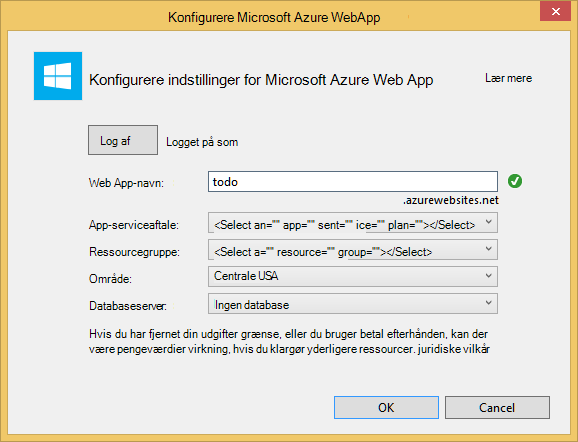 Konfigurere Microsoft Azure WebApp
Konfigurere indstillinger for Microsoft Azure Web App
Lær mere
Log af
Logget på som
Web App-navn:
todo
.azurewebsites.net
App-serviceaftale:
<Select an="" app="" sent="" ice="" plan=""></Select>
Ressourcegruppe:
<Select a="" resource="" group=""></Select>
Område:
Centrale USA
Databaseserver:
Ingen database
Hvis du har fjernet din udgifter grænse, eller du bruger betal efterhånden, kan der
være pengeværdier virkning, hvis du klargør yderligere ressourcer. juridiske vilkår
OK
Cancel